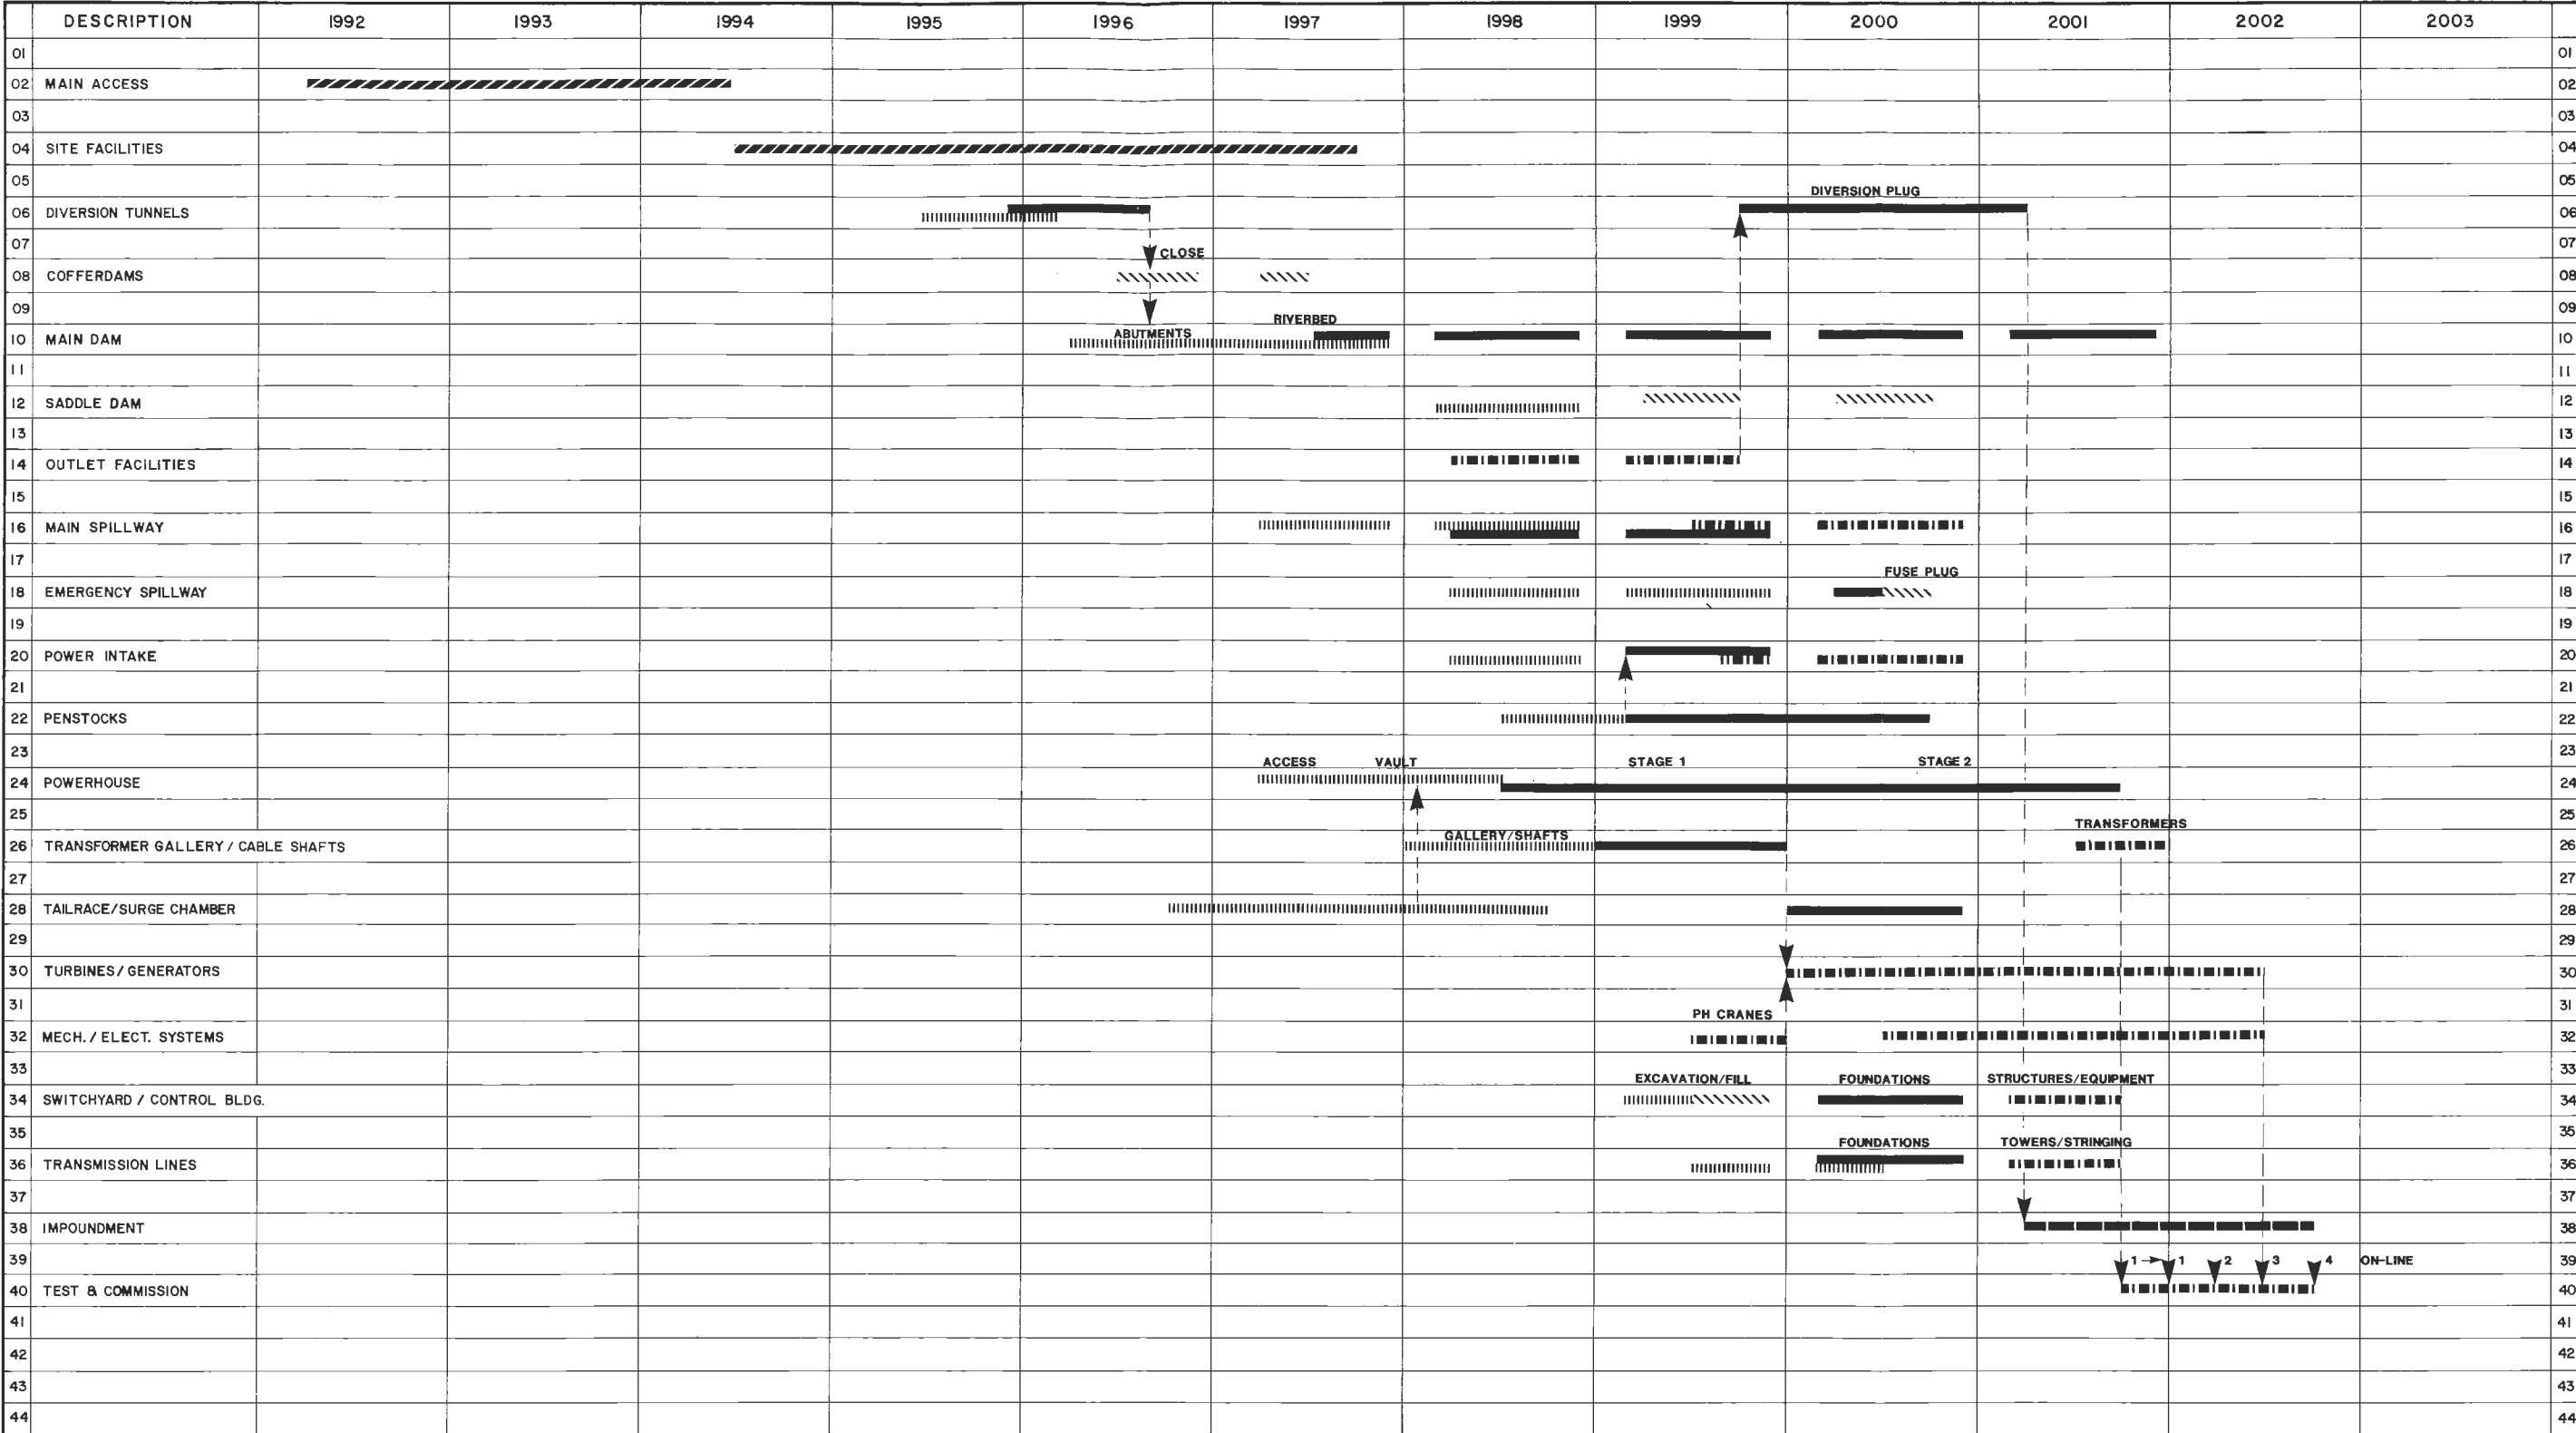 DESCRIPTION 1992 1993 1994 1995 1996 1997 1998 1999 2000 2001 2002 2003
01 01
02 MAIN ACCESS 02
03 03
04 SITE FACILITIES 04
05 05
DIVERSION PLUG
06 DIVERSION TUNNELS 06
07 07
CLOSE
08 COFFERDAMS 08
09 09
RIVERBED
ABUTMENTS
10 MAIN DAM 10
11 11
12 SADDLE DAM 12
13 13
14 OUTLET FACILITIES 14
15 15
16 MAIN SPILLWAY 16
17 17
FUSE PLUG
18 EMERGENCY SPILLWAY 18
19 19
20 POWER INTAKE 20
21 21
22 PENSTOCKS 22
23 23
ACCESS VAULT STAGE 1 STAGE 2
24 POWERHOUSE 24
25 25
TRANSFORMERS
GALLERY/SHAFTS
26 TRANSFORMER GALLERY / CABLE SHAFTS 26
27 27
28 TAILRACE/SURGE CHAMBER 28
29 29
30 TURBINES / GENERATORS 30
31 31
PH CRANES
32 MECH. / ELECT. SYSTEMS 32
33 33
EXCAVATION/FILL FOUNDATIONS STRUCTURES/EQUIPMENT
34 SWITCHYARD / CONTROL BLDG. 34
35 35
FOUNDATIONS TOWERS/STRINGING
36 TRANSMISSION LINES 36
37 37
38 IMPOUNDMENT 38
39 1 1 2 3 4 ON-LINE 39
40 TEST & COMMISSION 40
41 41
42 42
43 43
44 44